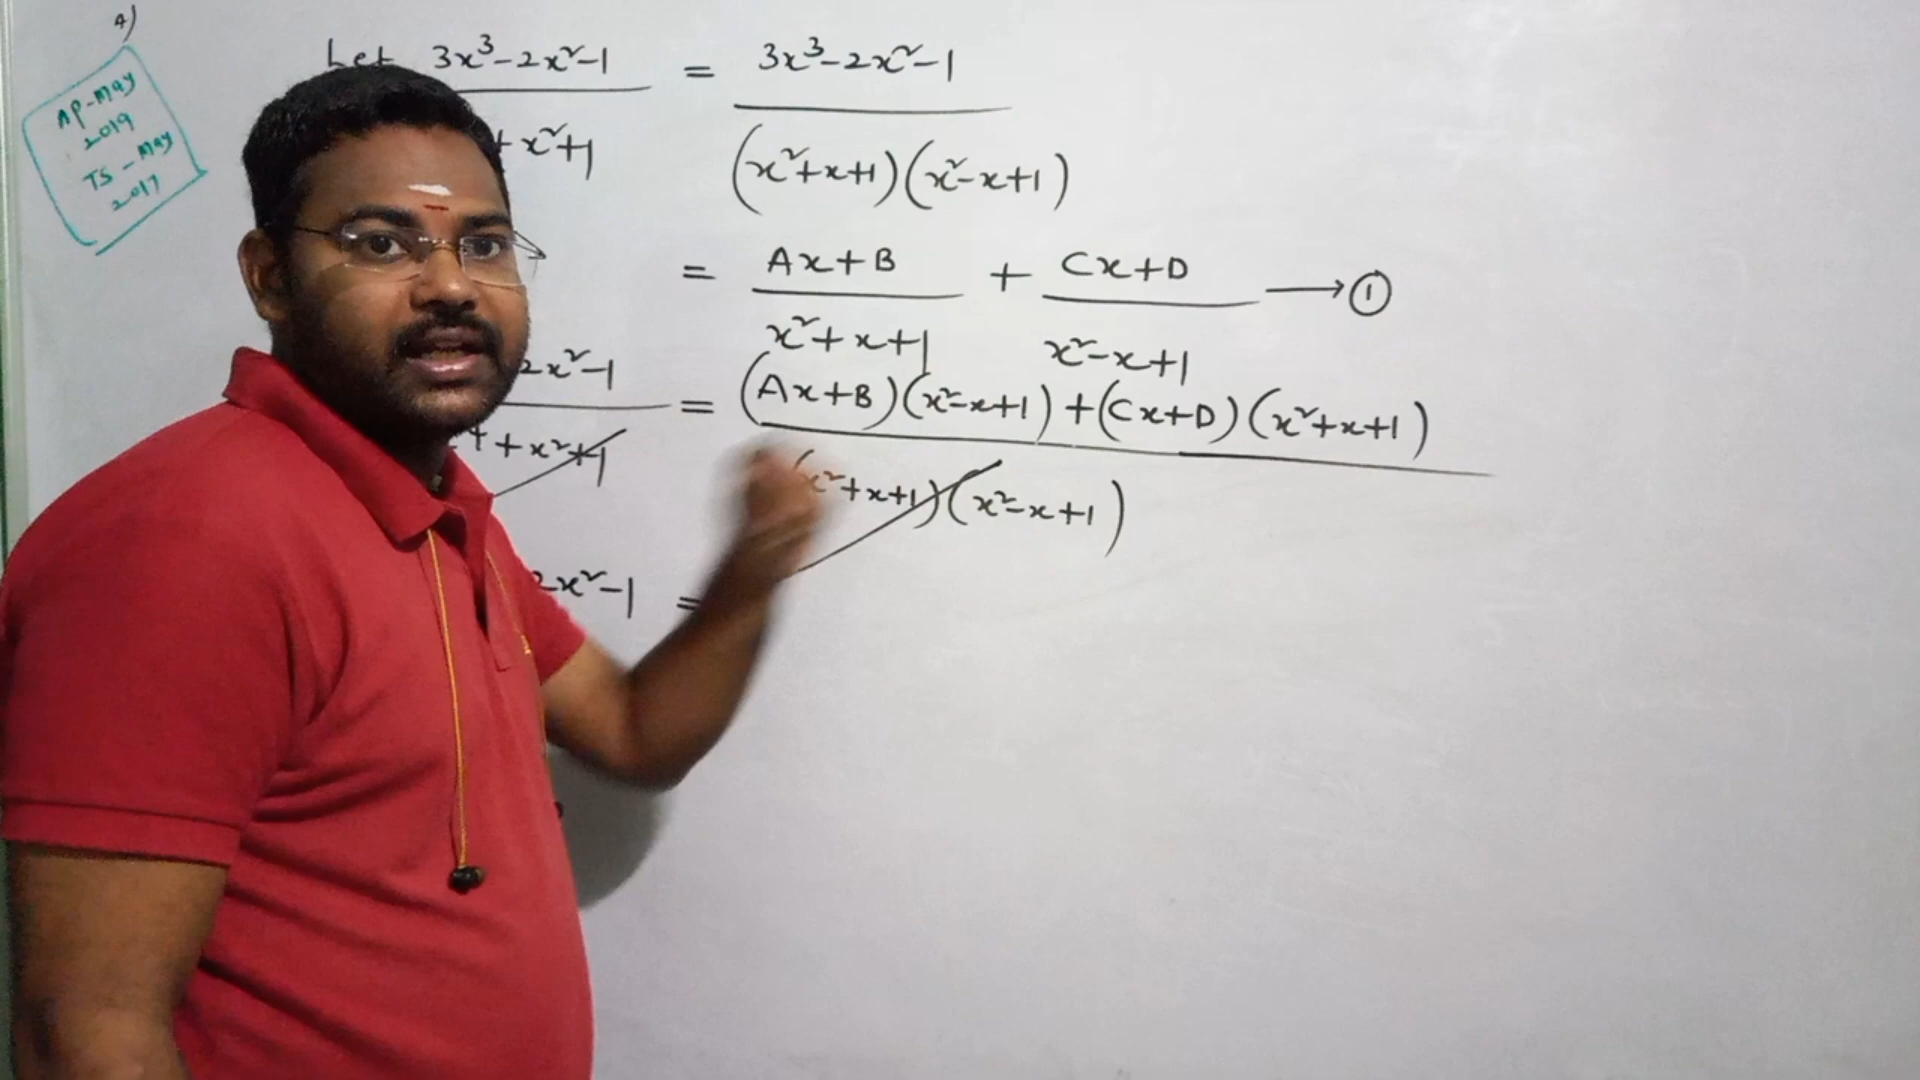 4)
AP-May
2019
TS-May
2017
Let 3x³-2x²-1 = 3x³-2x²-1
+x²+1 (x²+x+1)(x²-x+1)
= Ax+B + Cx+D → ①
x²+x+1 x²-x+1
2x²-1 = (Ax+B)(x²-x+1)+(Cx+D)(x²+x+1)
⁴+x²+1 (x²+x+1)(x²-x+1)
2x²-1 =